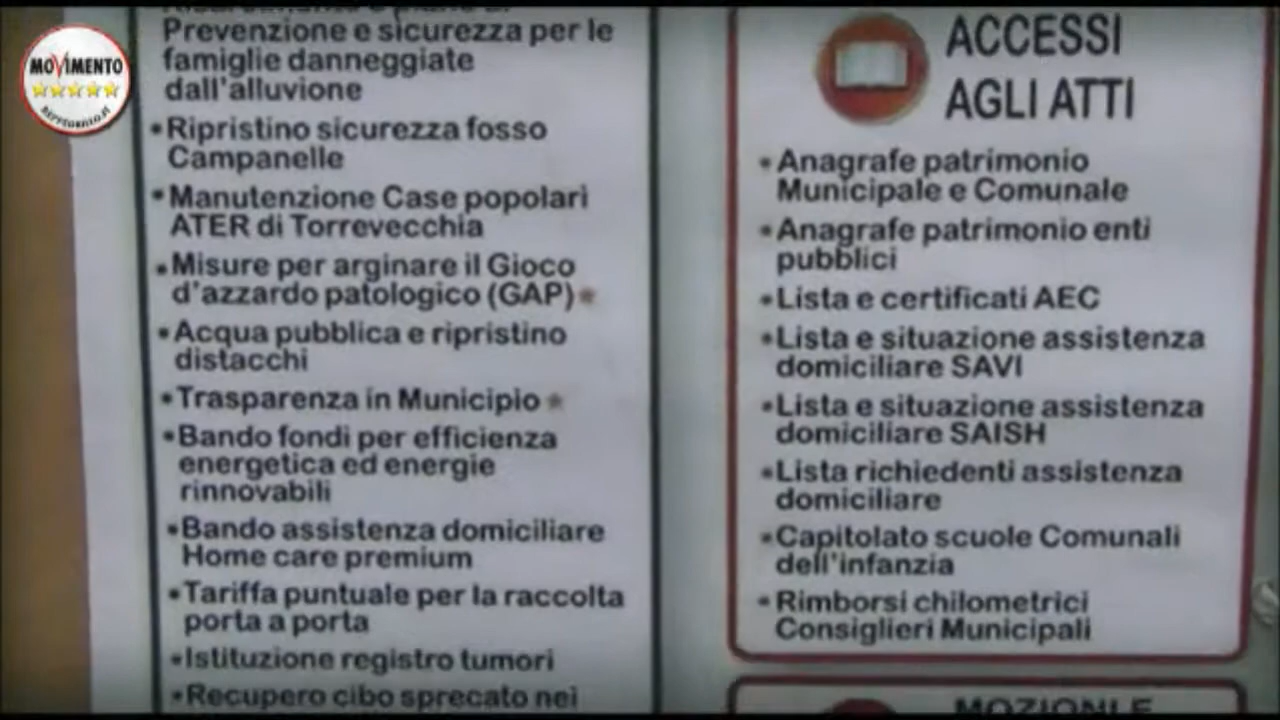 MOVIMENTO
BEPPEGRILLO.IT
Prevenzione e sicurezza per le
famiglie danneggiate
dall'alluvione
•Ripristino sicurezza fosso
Campanelle
•Manutenzione Case popolari
ATER di Torrevecchia
•Misure per arginare il Gioco
d'azzardo patologico (GAP)*
•Acqua pubblica e ripristino
distacchi
•Trasparenza in Municipio*
•Bando fondi per efficienza
energetica ed energie
rinnovabili
•Bando assistenza domiciliare
Home care premium
•Tariffa puntuale per la raccolta
porta a porta
•Istituzione registro tumori
•Recupero cibo sprecato nei
ACCESSI
AGLI ATTI
•Anagrafe patrimonio
Municipale e Comunale
•Anagrafe patrimonio enti
pubblici
•Lista e certificati AEC
•Lista e situazione assistenza
domiciliare SAVI
•Lista e situazione assistenza
domiciliare SAISH
•Lista richiedenti assistenza
domiciliare
•Capitolato scuole Comunali
dell'infanzia
•Rimborsi chilometrici
Consiglieri Municipali
MOZIONI E